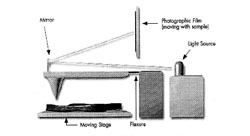 Photographic Film
(moving with sample)
Mirror
Light Source
Moving Stage
Flexure